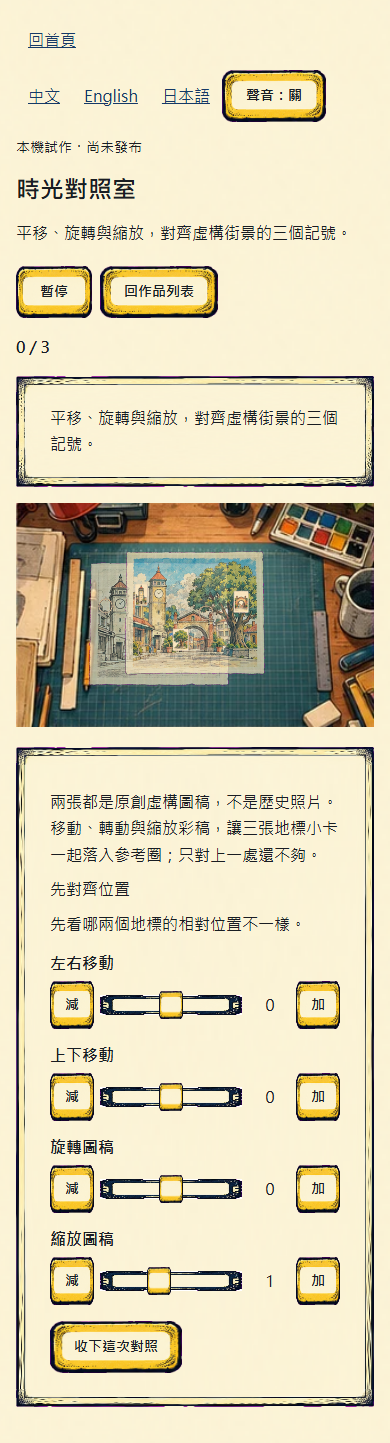 回首頁
中文 English 日本語 聲音：關
本機試作・尚未發布
時光對照室
平移、旋轉與縮放，對齊虛構街景的三個記號。
暫停 回作品列表
0 / 3
平移、旋轉與縮放，對齊虛構街景的三個
記號。
兩張都是原創虛構圖稿，不是歷史照片。
移動、轉動與縮放彩稿，讓三張地標小卡
一起落入參考圈；只對上一處還不夠。
先對齊位置
先看哪兩個地標的相對位置不一樣。
左右移動
減 0 加
上下移動
減 0 加
旋轉圖稿
減 0 加
縮放圖稿
減 1 加
收下這次對照